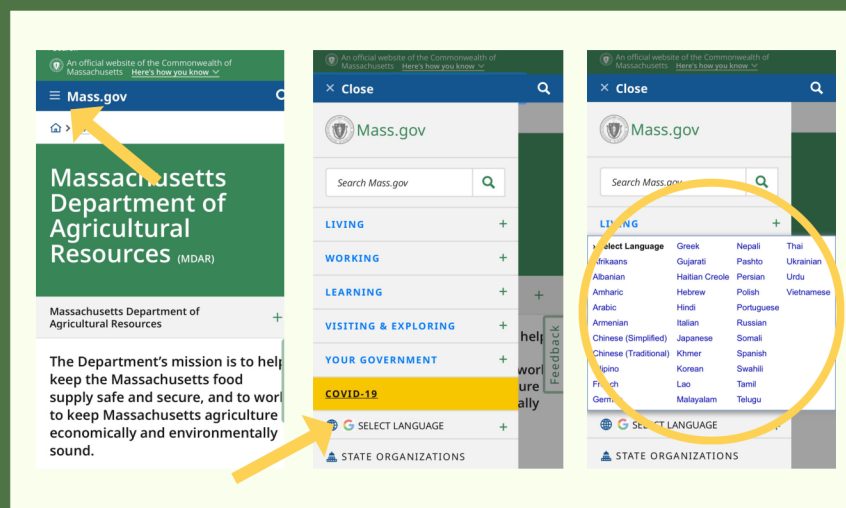 An official website of the Commonwealth of
Massachusetts Here's how you know
Mass.gov
Massachusetts
Department of
Agricultural
Resources (MDAR)
Massachusetts Department of
Agricultural Resources
The Department's mission is to help
keep the Massachusetts food
supply safe and secure, and to work
to keep Massachusetts agriculture
economically and environmentally
sound.
An official website of the Commonwealth of
Massachusetts Here's how you know
Close
Mass.gov
Search Mass.gov
LIVING
WORKING
LEARNING
VISITING & EXPLORING
YOUR GOVERNMENT
COVID-19
SELECT LANGUAGE
STATE ORGANIZATIONS
help
Feedback
ally
An official website of the Commonwealth of
Massachusetts Here's how you know
Close
Mass.gov
Search Mass.gov
LIVING
Select Language Greek Nepali Thai
Afrikaans Gujarati Pashto Ukrainian
Albanian Haitian Creole Persian Urdu
Amharic Hebrew Polish Vietnamese
Arabic Hindi Portuguese
Armenian Italian Russian
Chinese (Simplified) Japanese Somali
Chinese (Traditional) Khmer Spanish
Filipino Korean Swahili
French Lao Tamil
German Malayalam Telugu
SELECT LANGUAGE
STATE ORGANIZATIONS